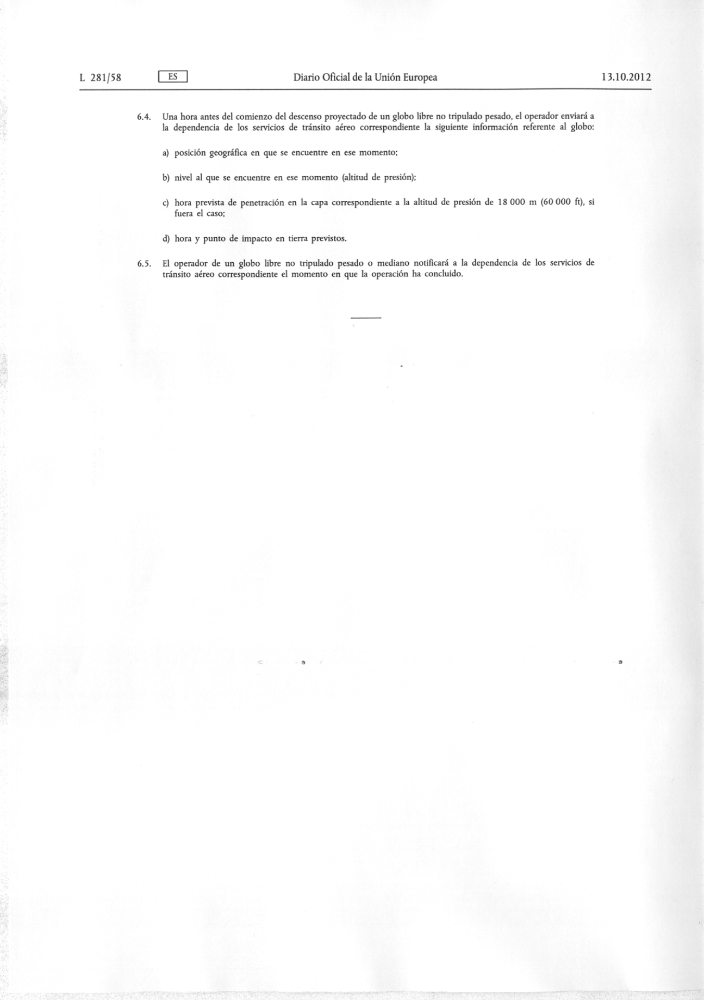 L 281/58 ES Diario Oficial de la Unión Europea 13.10.2012
6.4. Una hora antes del comienzo del descenso proyectado de un globo libre no tripulado pesado, el operador enviará a
la dependencia de los servicios de tránsito aéreo correspondiente la siguiente información referente al globo:
a) posición geográfica en que se encuentre en ese momento;
b) nivel al que se encuentre en ese momento (altitud de presión);
c) hora prevista de penetración en la capa correspondiente a la altitud de presión de 18 000 m (60 000 ft), si
fuera el caso;
d) hora y punto de impacto en tierra previstos.
6.5. El operador de un globo libre no tripulado pesado o mediano notificará a la dependencia de los servicios de
tránsito aéreo correspondiente el momento en que la operación ha concluido.